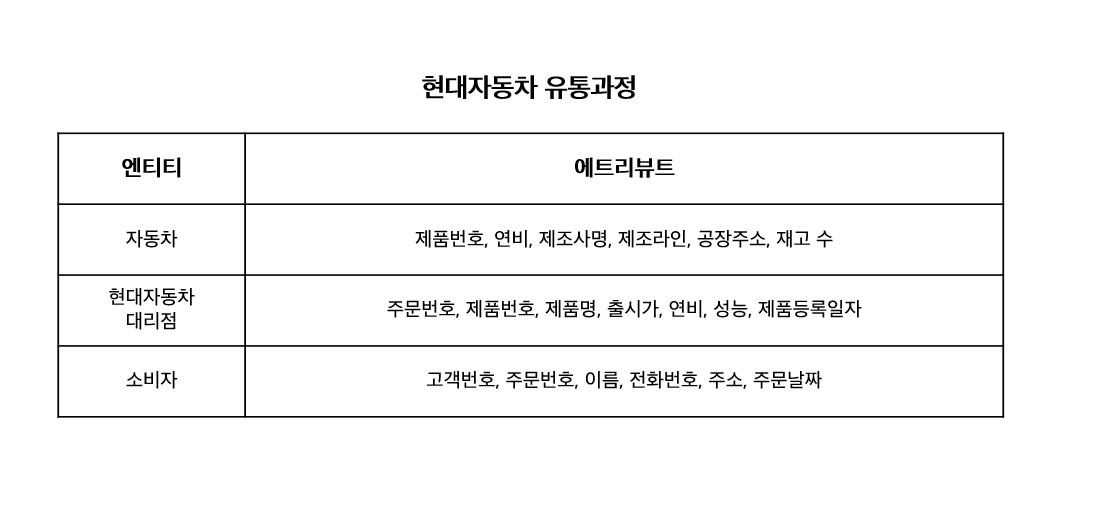 현대자동차 유통과정
엔티티
에트리뷰트
자동차
제품번호, 연비, 제조사명, 제조라인, 공장주소, 재고 수
현대자동차
대리점
주문번호, 제품번호, 제품명, 출시가, 연비, 성능, 제품등록일자
소비자
고객번호, 주문번호, 이름, 전화번호, 주소, 주문날짜